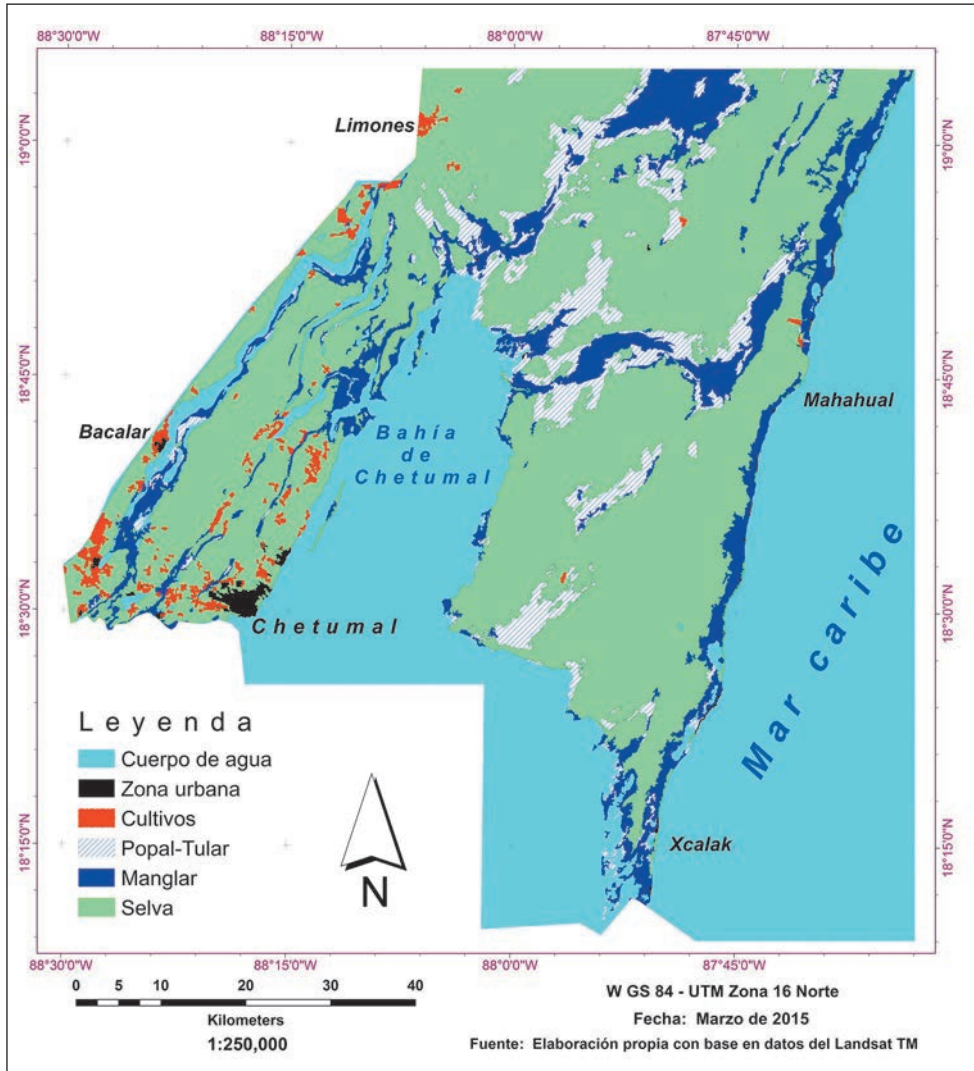 88°30'0"W
88°15'0"W
88°0'0"W
87°45'0"W
19°0'0"N
19°0'0"N
Limones
18°45'0"N
18°45'0"N
Mahahual
Bacalar
Bahía
de
Chetumal
Mar caribe
18°30'0"N
18°30'0"N
Chetumal
Leyenda
Cuerpo de agua
Zona urbana
Cultivos
Popal-Tular
Manglar
Selva
N
Xcalak
18°15'0"N
18°15'0"N
88°30'0"W
88°15'0"W
88°0'0"W
87°45'0"W
0 5 10 20 30 40
Kilometers
1:250,000
W GS 84 - UTM Zona 16 Norte
Fecha: Marzo de 2015
Fuente: Elaboración propia con base en datos del Landsat TM